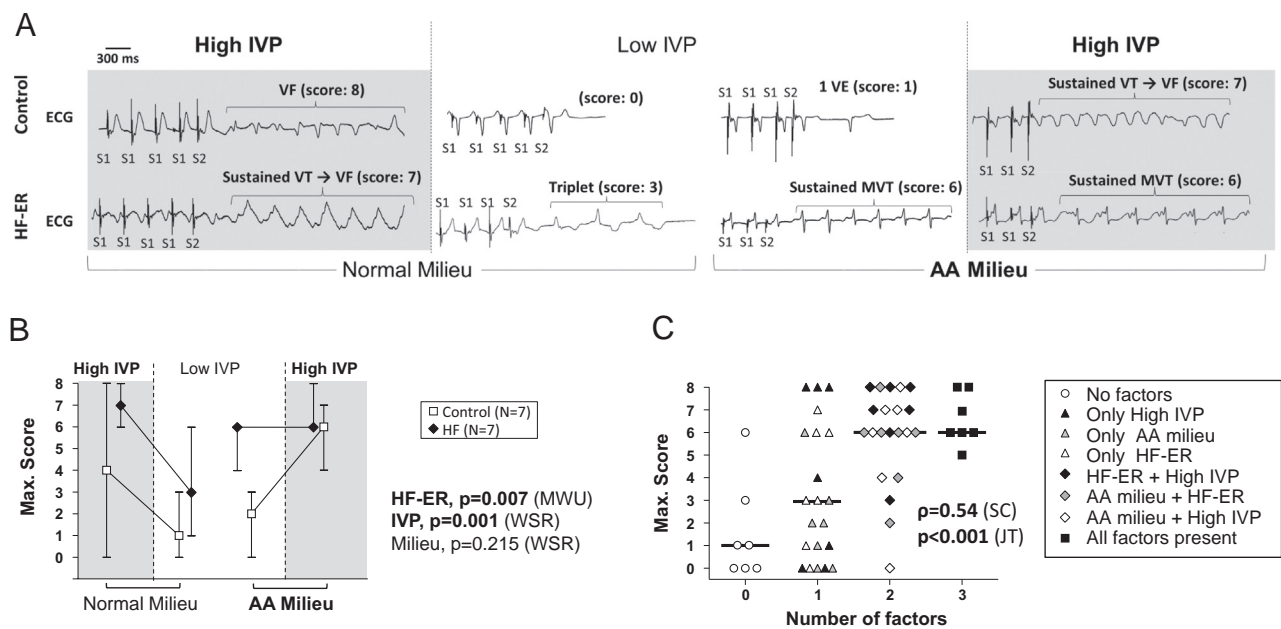 A
High IVP
Low IVP
High IVP
300 ms
Control
ECG
VF (score: 8)
S1 S1 S1 S1 S2
(score: 0)
S1 S1 S1 S1 S2
1 VE (score: 1)
S1 S1 S1 S2
Sustained VT → VF (score: 7)
S1 S1 S2
HF-ER
ECG
Sustained VT → VF (score: 7)
S1 S1 S1 S1 S2
Triplet (score: 3)
S1 S1 S1 S2
Sustained MVT (score: 6)
S1 S1 S2
Sustained MVT (score: 6)
S1 S1 S2
Normal Milieu
AA Milieu
B
High IVP
Low IVP
High IVP
Max. Score
8
7
6
5
4
3
2
1
0
Normal Milieu
AA Milieu
Control (N=7)
HF (N=7)
HF-ER, p=0.007 (MWU)
IVP, p=0.001 (WSR)
Milieu, p=0.215 (WSR)
C
Max. Score
8
7
6
5
4
3
2
1
0
ρ=0.54 (SC)
p<0.001 (JT)
0 1 2 3
Number of factors
No factors
Only High IVP
Only AA milieu
Only HF-ER
HF-ER + High IVP
AA milieu + HF-ER
AA milieu + High IVP
All factors present